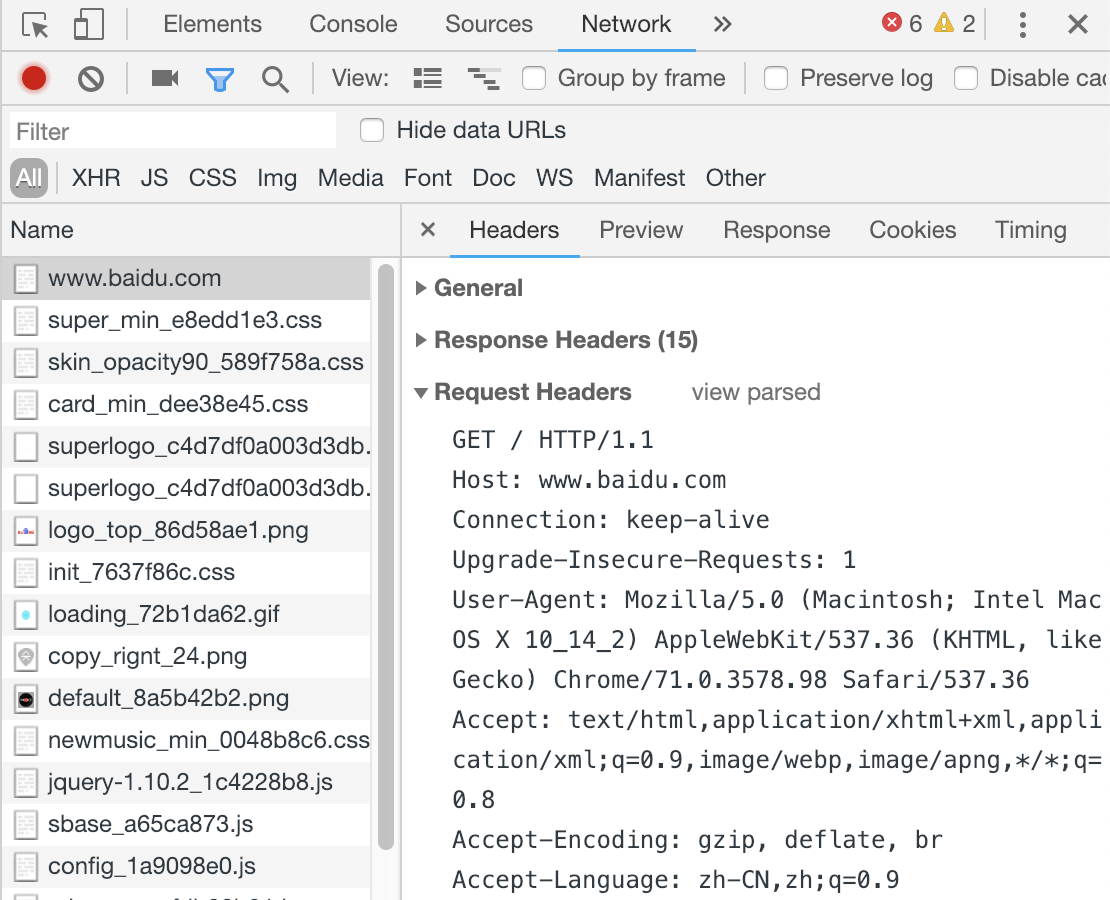 Elements Console Sources Network 6 2
View: Group by frame Preserve log Disable
Filter Hide data URLs
All XHR JS CSS Img Media Font Doc WS Manifest Other
Name
www.baidu.com
super_min_e8edd1e3.css
skin_opacity90_589f758a.css
card_min_dee38e45.css
superlogo_c4d7df0a003d3db.
superlogo_c4d7df0a003d3db.
logo_top_86d58ae1.png
init_7637f86c.css
loading_72b1da62.gif
copy_rignt_24.png
default_8a5b42b2.png
newmusic_min_0048b8c6.css
jquery-1.10.2_1c4228b8.js
sbase_a65ca873.js
config_1a9098e0.js
Headers Preview Response Cookies Timing
General
Response Headers (15)
Request Headers view parsed
GET / HTTP/1.1
Host: www.baidu.com
Connection: keep-alive
Upgrade-Insecure-Requests: 1
User-Agent: Mozilla/5.0 (Macintosh; Intel Mac
OS X 10_14_2) AppleWebKit/537.36 (KHTML, like
Gecko) Chrome/71.0.3578.98 Safari/537.36
Accept: text/html,application/xhtml+xml,appli
cation/xml;q=0.9,image/webp,image/apng,*/*;q=
0.8
Accept-Encoding: gzip, deflate, br
Accept-Language: zh-CN,zh;q=0.9